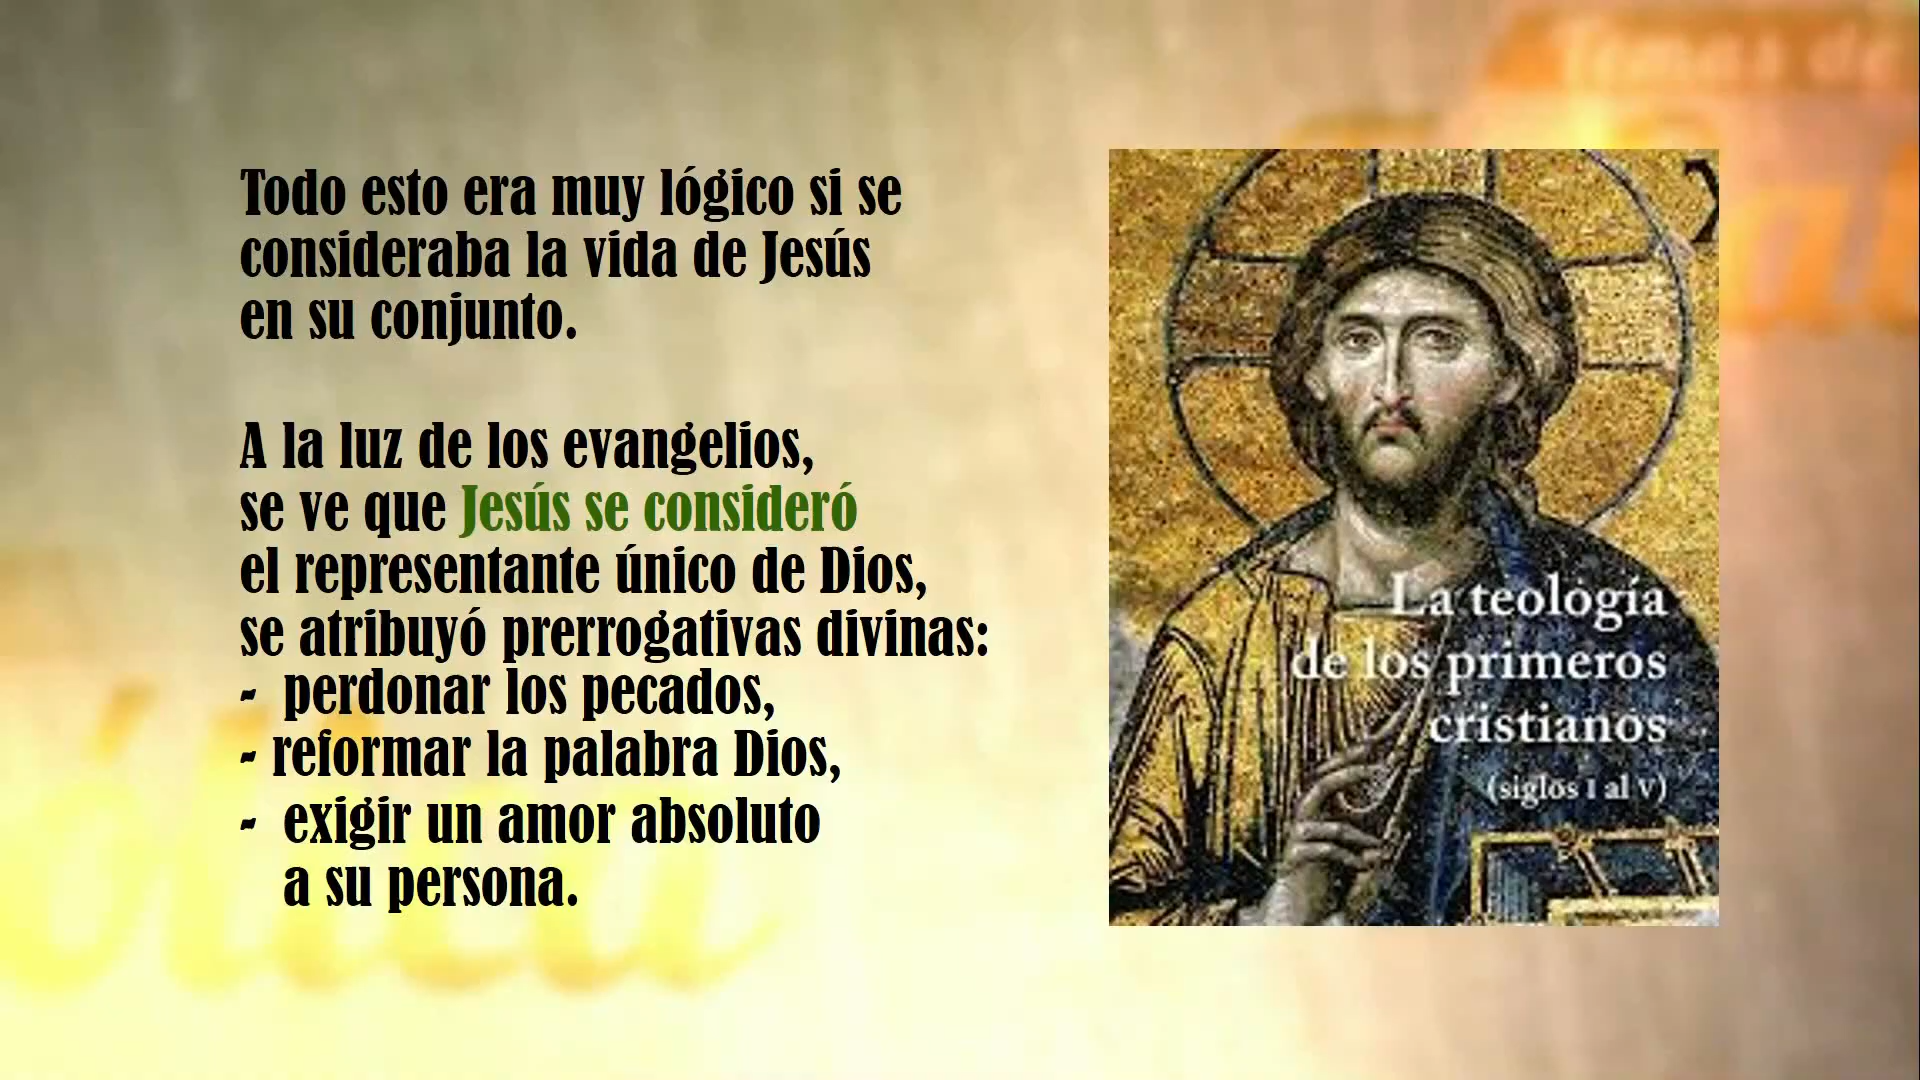 Temas de
Todo esto era muy lógico si se
consideraba la vida de Jesús
en su conjunto.
A la luz de los evangelios,
se ve que Jesús se consideró
el representante único de Dios,
se atribuyó prerrogativas divinas:
- perdonar los pecados,
- reformar la palabra Dios,
- exigir un amor absoluto
a su persona.
La teología
de los primeros
cristianos
(siglos I al V)